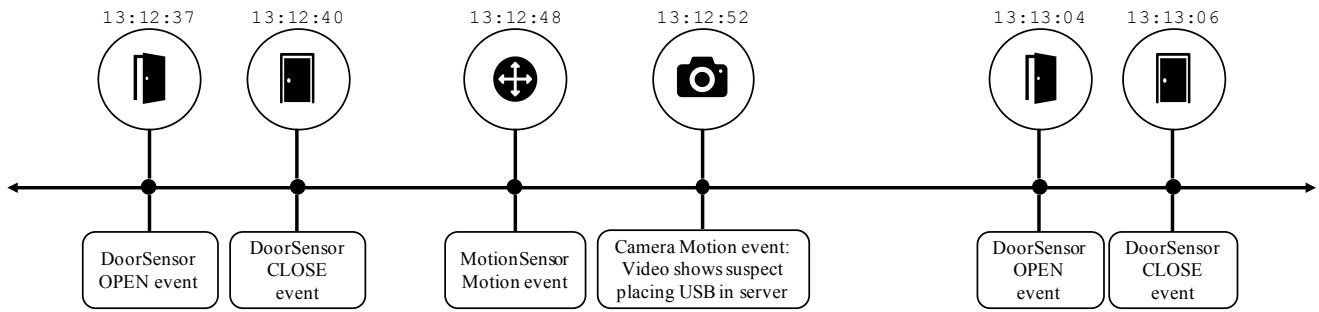 13:12:37
13:12:40
13:12:48
13:12:52
13:13:04
13:13:06
DoorSensor
OPEN event
DoorSensor
CLOSE
event
MotionSensor
Motion event
Camera Motion event:
Video shows suspect
placing USB in server
DoorSensor
OPEN
event
DoorSensor
CLOSE
event